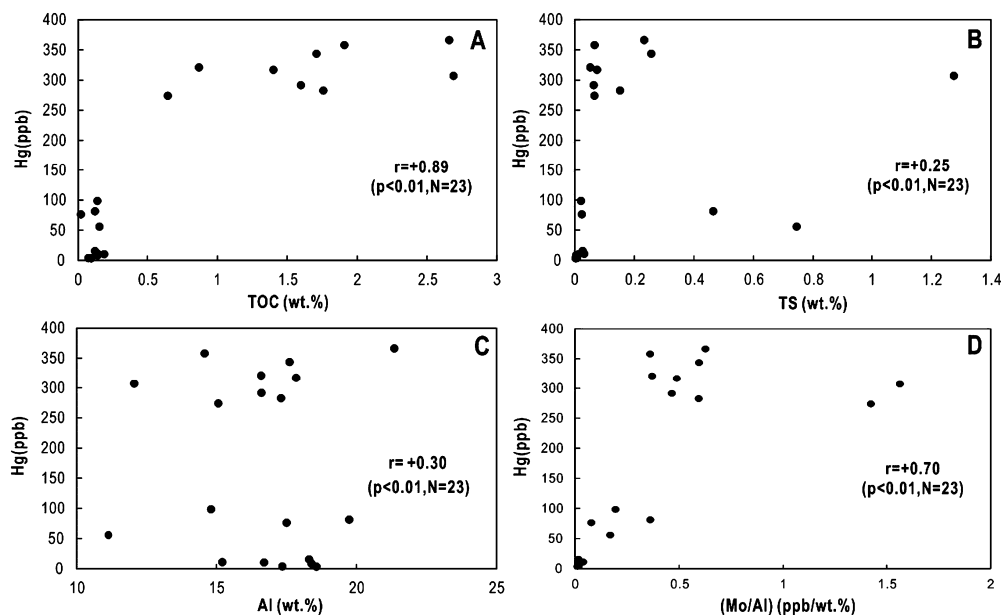 A
Hg(ppb)
400
350
300
250
200
150
100
50
0
0 0.5 1 1.5 2 2.5 3
TOC (wt.%)
r=+0.89
(p<0.01,N=23)
B
Hg(ppb)
400
350
300
250
200
150
100
50
0
0 0.2 0.4 0.6 0.8 1 1.2 1.4
TS (wt.%)
r=+0.25
(p<0.01,N=23)
C
Hg(ppb)
400
350
300
250
200
150
100
50
0
10 15 20 25
Al (wt.%)
r= +0.30
(p<0.01,N=23)
D
Hg(ppb)
400
350
300
250
200
150
100
50
0
0 0.5 1 1.5 2
(Mo/Al) (ppb/wt.%)
r=+0.70
(p<0.01,N=23)